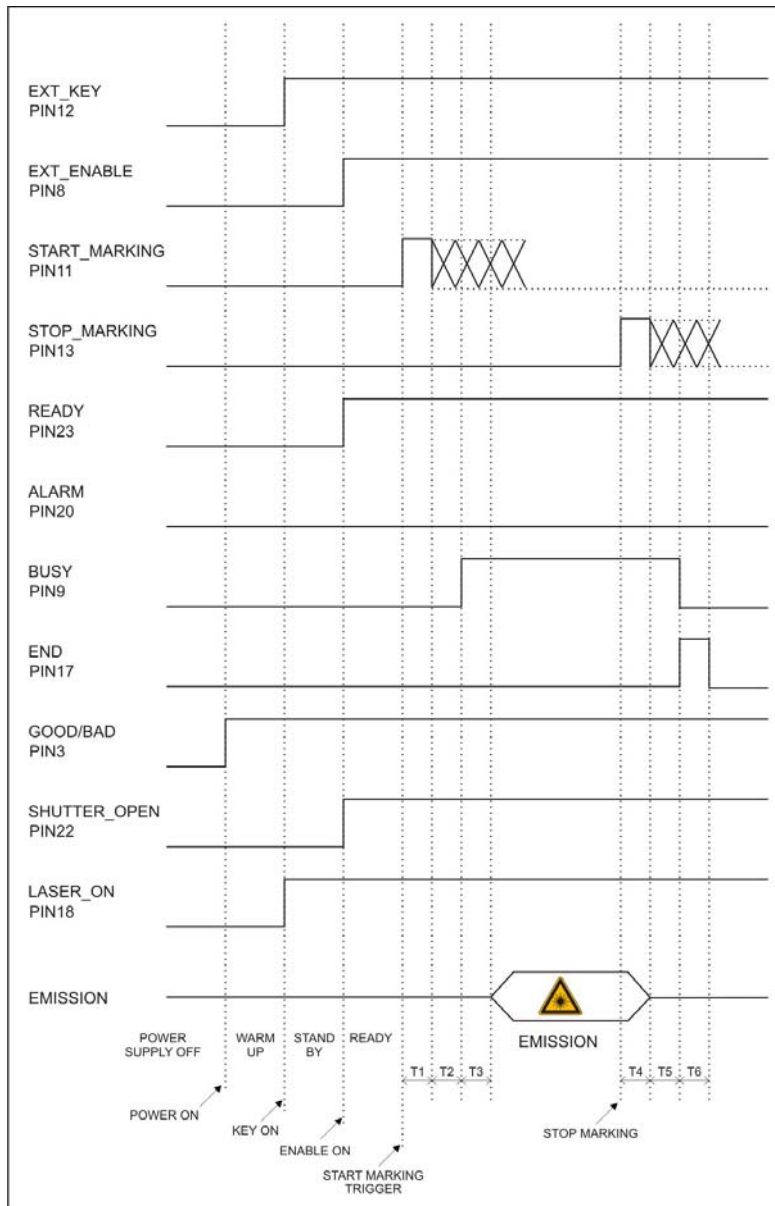 EXT_KEY
PIN12
EXT_ENABLE
PIN8
START_MARKING
PIN11
STOP_MARKING
PIN13
READY
PIN23
ALARM
PIN20
BUSY
PIN9
END
PIN17
GOOD/BAD
PIN3
SHUTTER_OPEN
PIN22
LASER_ON
PIN18
EMISSION
EMISSION
POWER
SUPPLY OFF
WARM
UP
STAND
BY
READY
T1 T2 T3 T4 T5 T6
POWER ON
KEY ON
ENABLE ON
START MARKING
TRIGGER
STOP MARKING